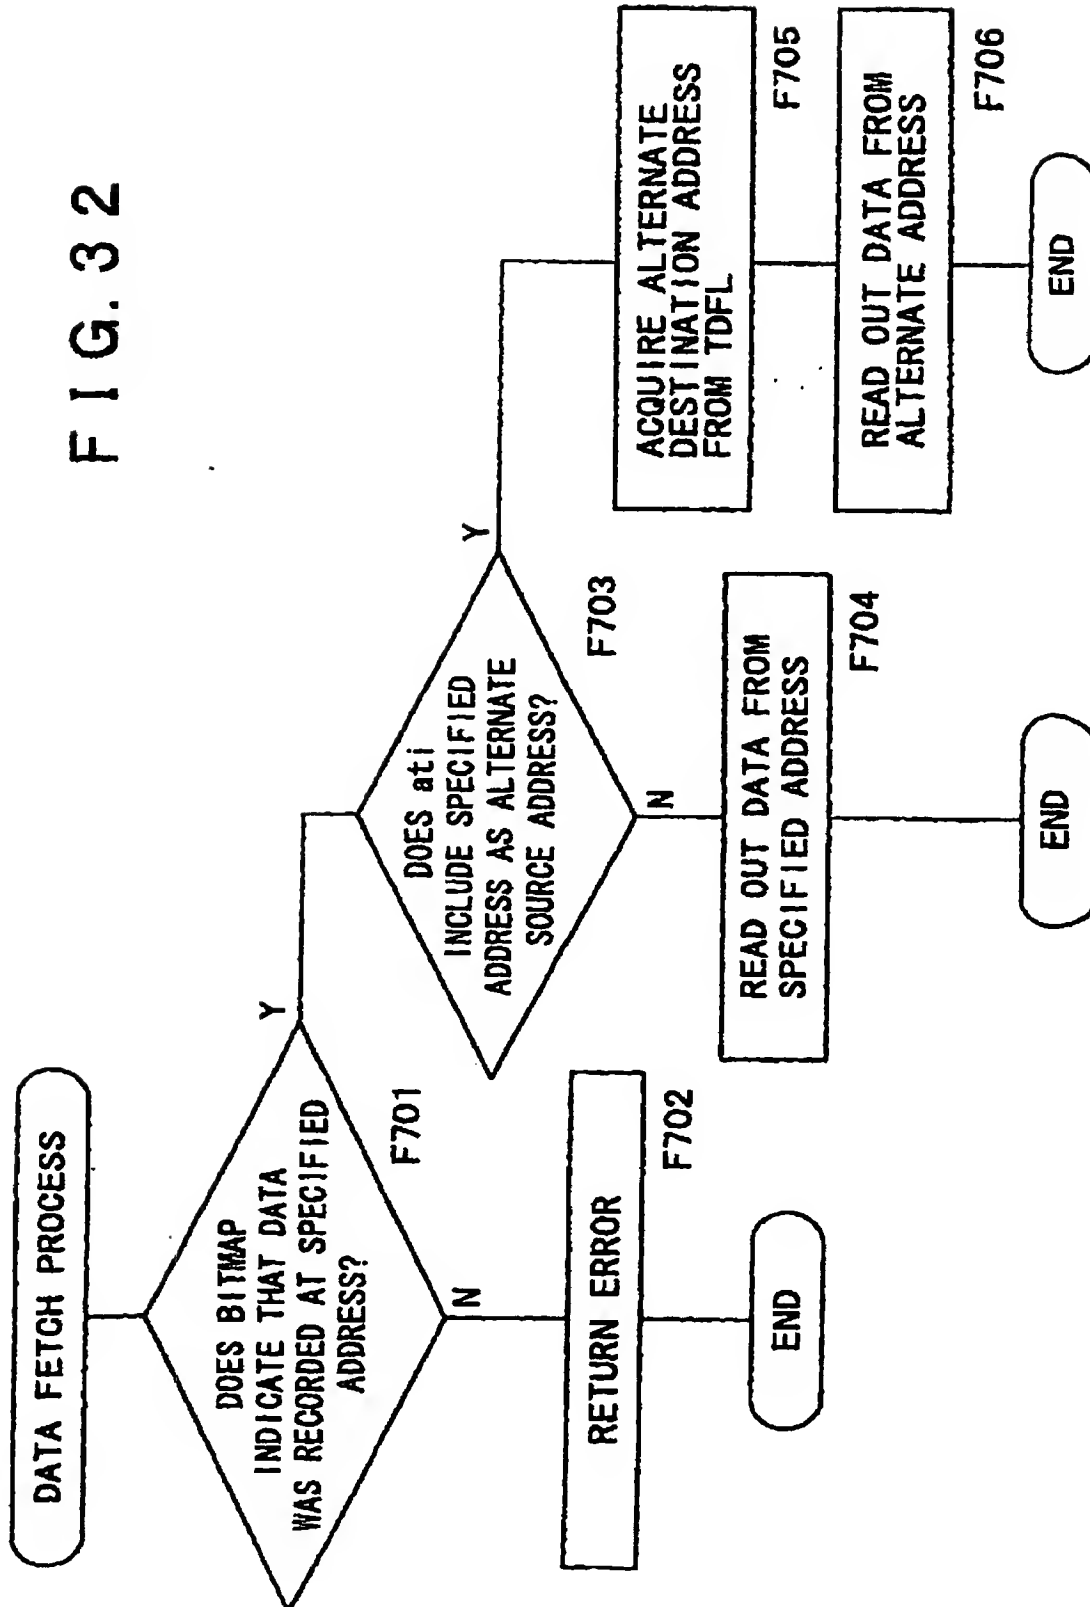 FIG. 32
DATA FETCH PROCESS
DOES BITMAP
INDICATE THAT DATA
WAS RECORDED AT SPECIFIED
ADDRESS?
F701
Y
N
RETURN ERROR
F702
END
DOES ati
INCLUDE SPECIFIED
ADDRESS AS ALTERNATE
SOURCE ADDRESS?
F703
Y
N
READ OUT DATA FROM
SPECIFIED ADDRESS
F704
END
ACQUIRE ALTERNATE
DESTINATION ADDRESS
FROM TDFL
F705
READ OUT DATA FROM
ALTERNATE ADDRESS
F706
END